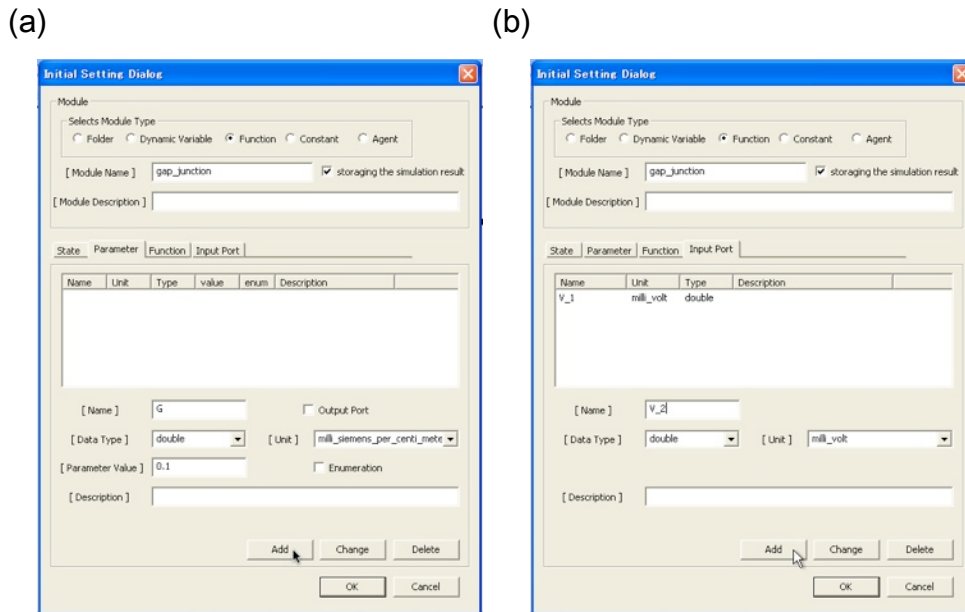 (a)
Initial Setting Dialog
Module
Selects Module Type
Folder Dynamic Variable Function Constant Agent
[ Module Name ] gap_junction storaging the simulation result
[ Module Description ]
State Parameter Function Input Port
Name Unit Type value enum Description
[ Name ] G Output Port
[ Data Type ] double [ Unit ] milli_siemens_per_centi_mete
[ Parameter Value ] 0.1 Enumeration
[ Description ]
Add Change Delete
OK Cancel
(b)
Initial Setting Dialog
Module
Selects Module Type
Folder Dynamic Variable Function Constant Agent
[ Module Name ] gap_junction storaging the simulation result
[ Module Description ]
State Parameter Function Input Port
Name Unit Type Description
V_1 milli_volt double
[ Name ] V_2
[ Data Type ] double [ Unit ] milli_volt
[ Description ]
Add Change Delete
OK Cancel